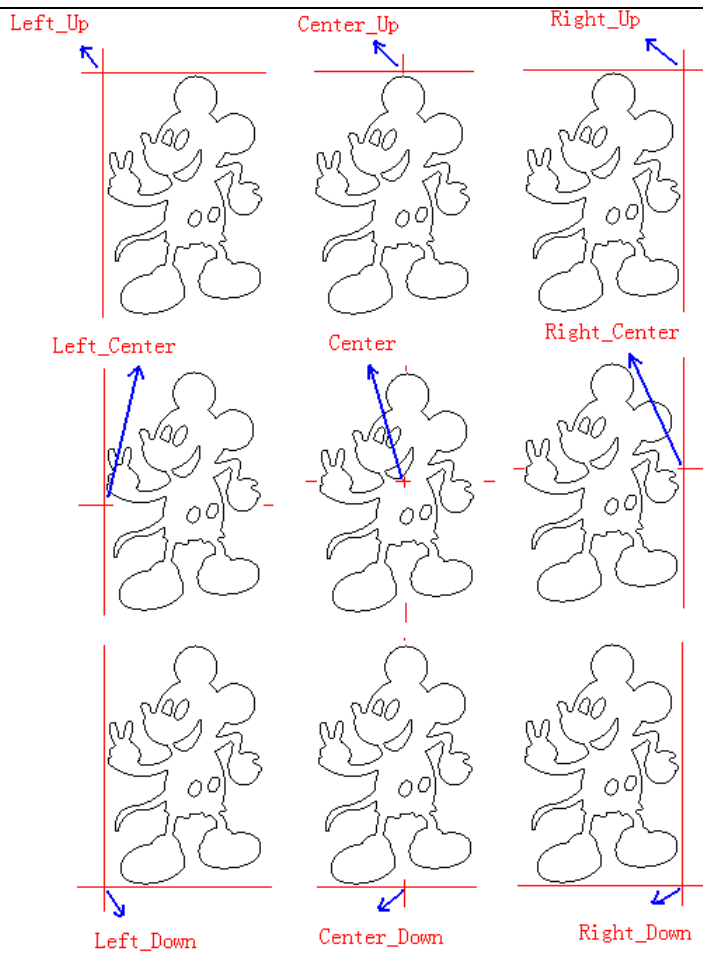 Left_Up
Center_Up
Right_Up
Left_Center
Center
Right_Center
Left_Down
Center_Down
Right_Down